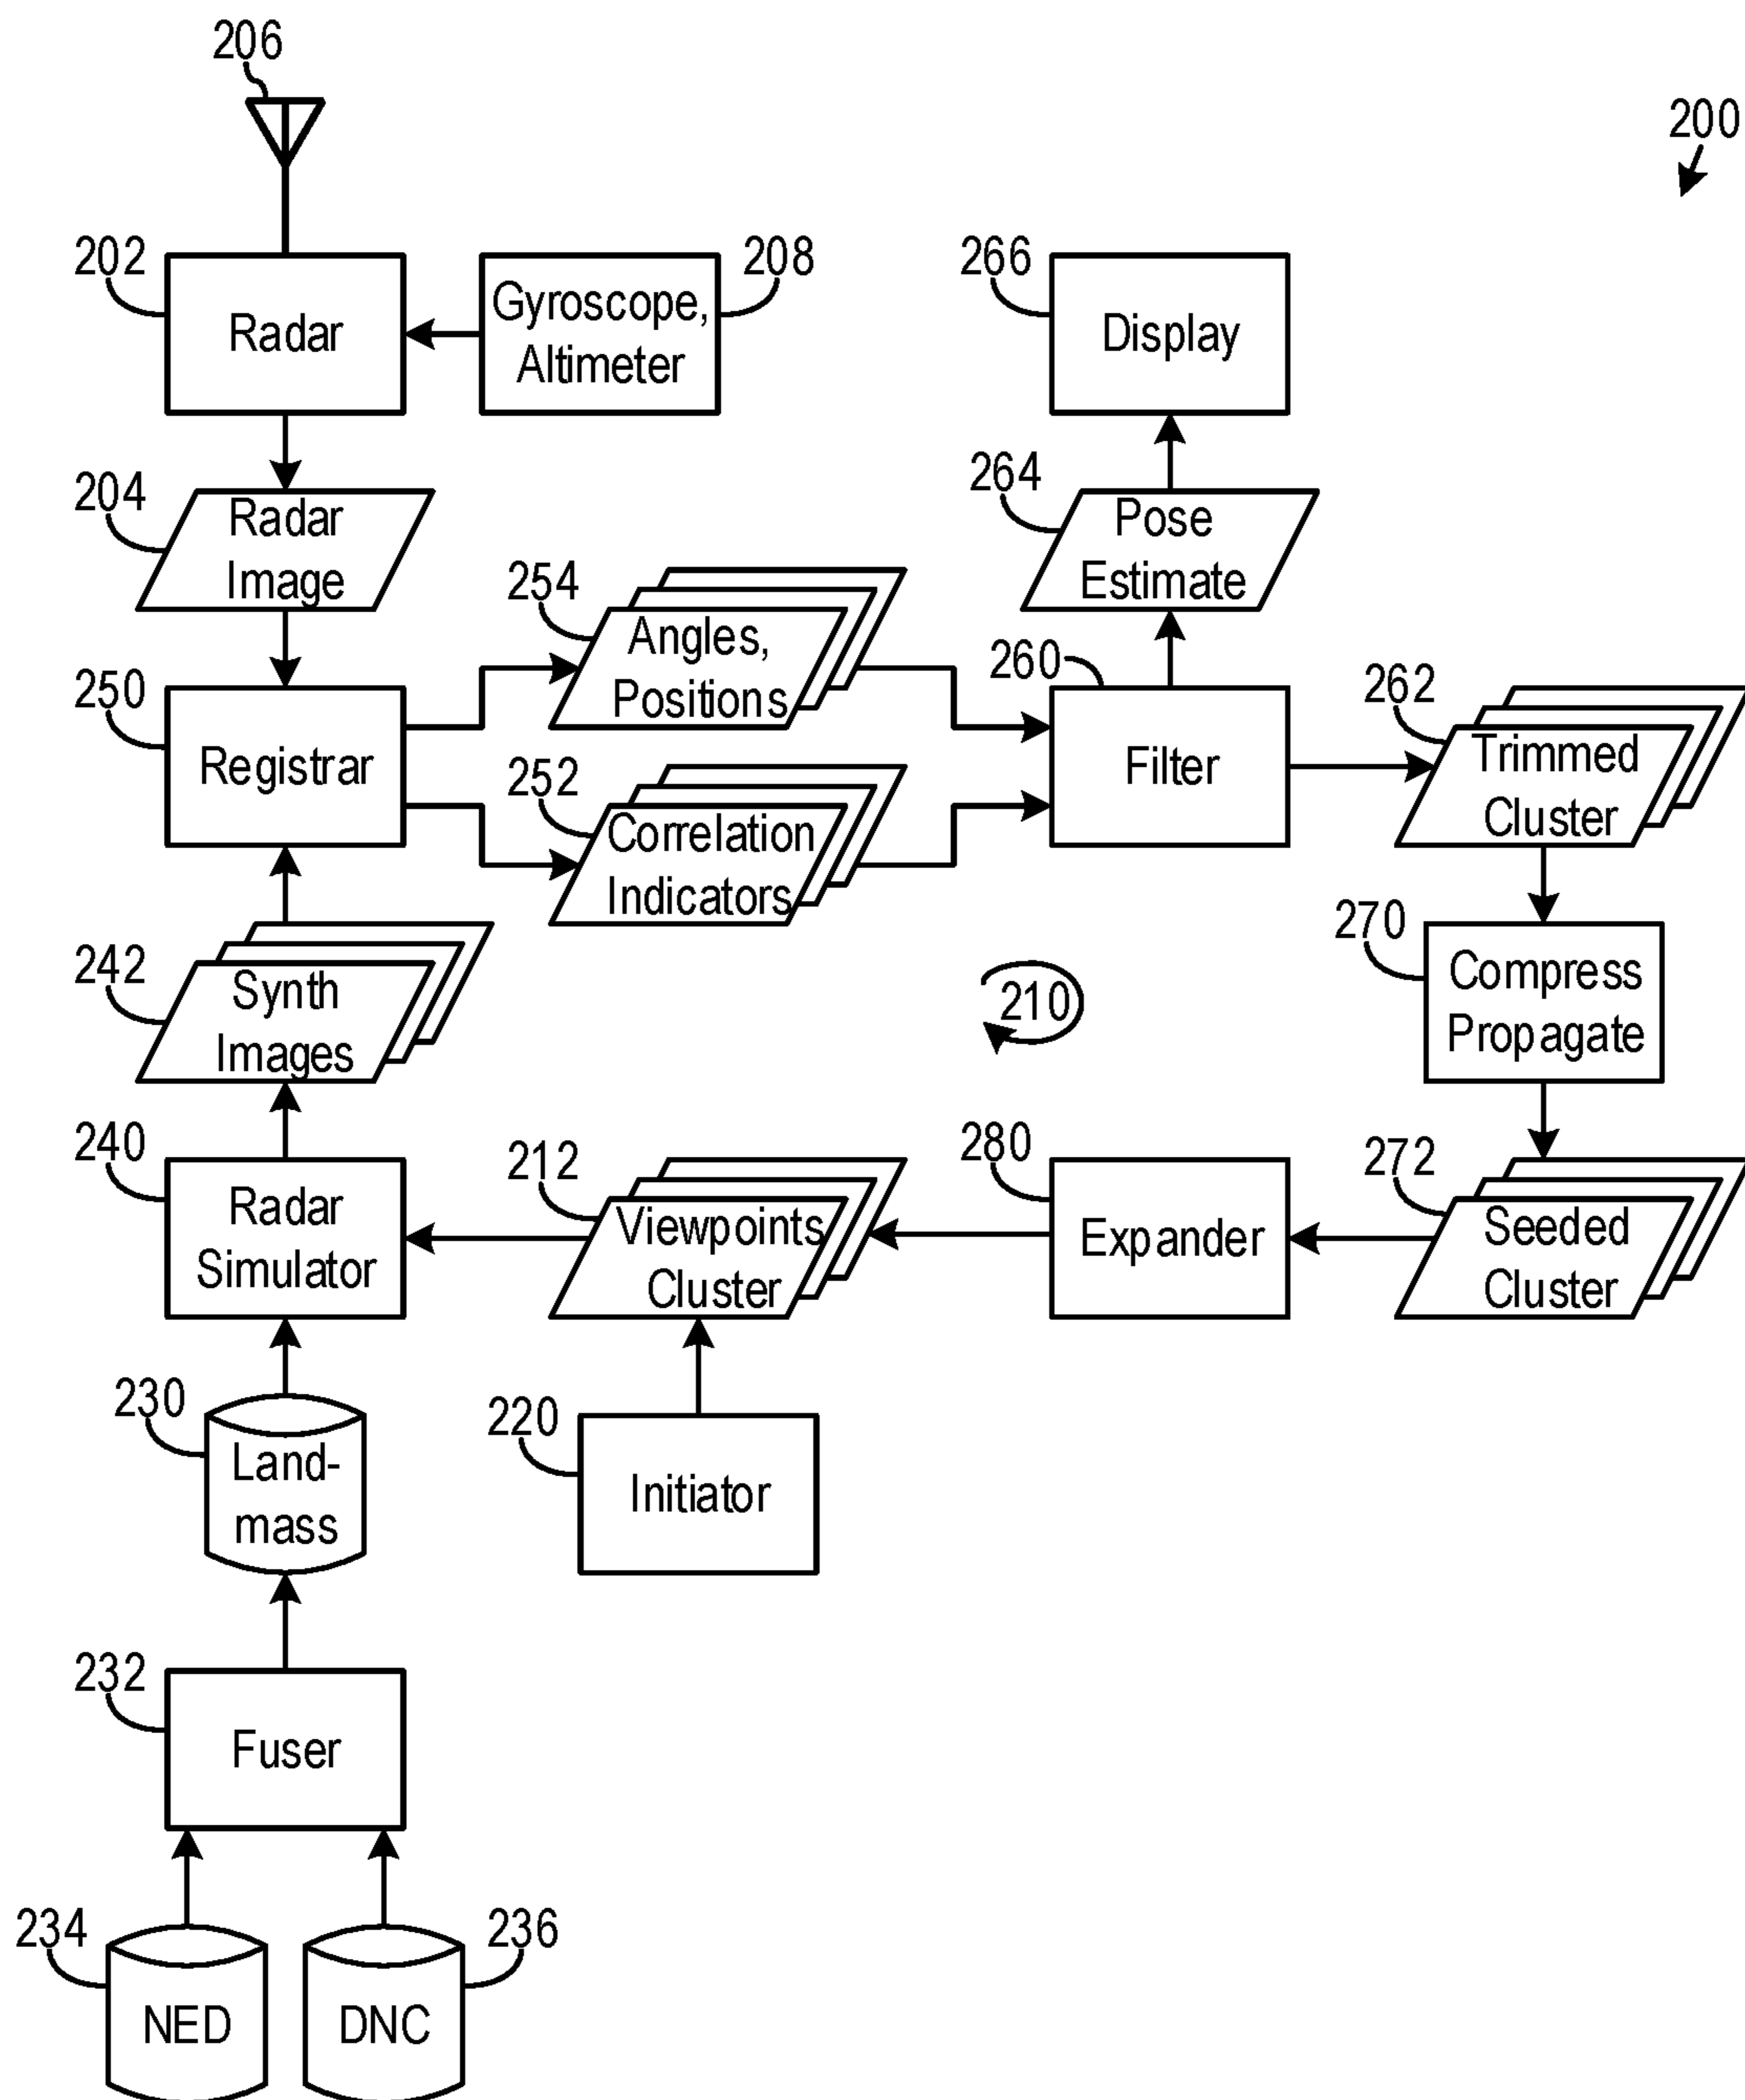 206
200
202
Radar
Gyroscope,
Altimeter
208
266
Display
204
Radar
Image
254
Angles,
Positions
264
Pose
Estimate
250
Registrar
252
Correlation
Indicators
260
Filter
262
Trimmed
Cluster
242
Synth
Images
210
270
Compress
Propagate
240
Radar
Simulator
212
Viewpoints
Cluster
280
Expander
272
Seeded
Cluster
230
Land-
mass
220
Initiator
232
Fuser
234
NED
DNC
236